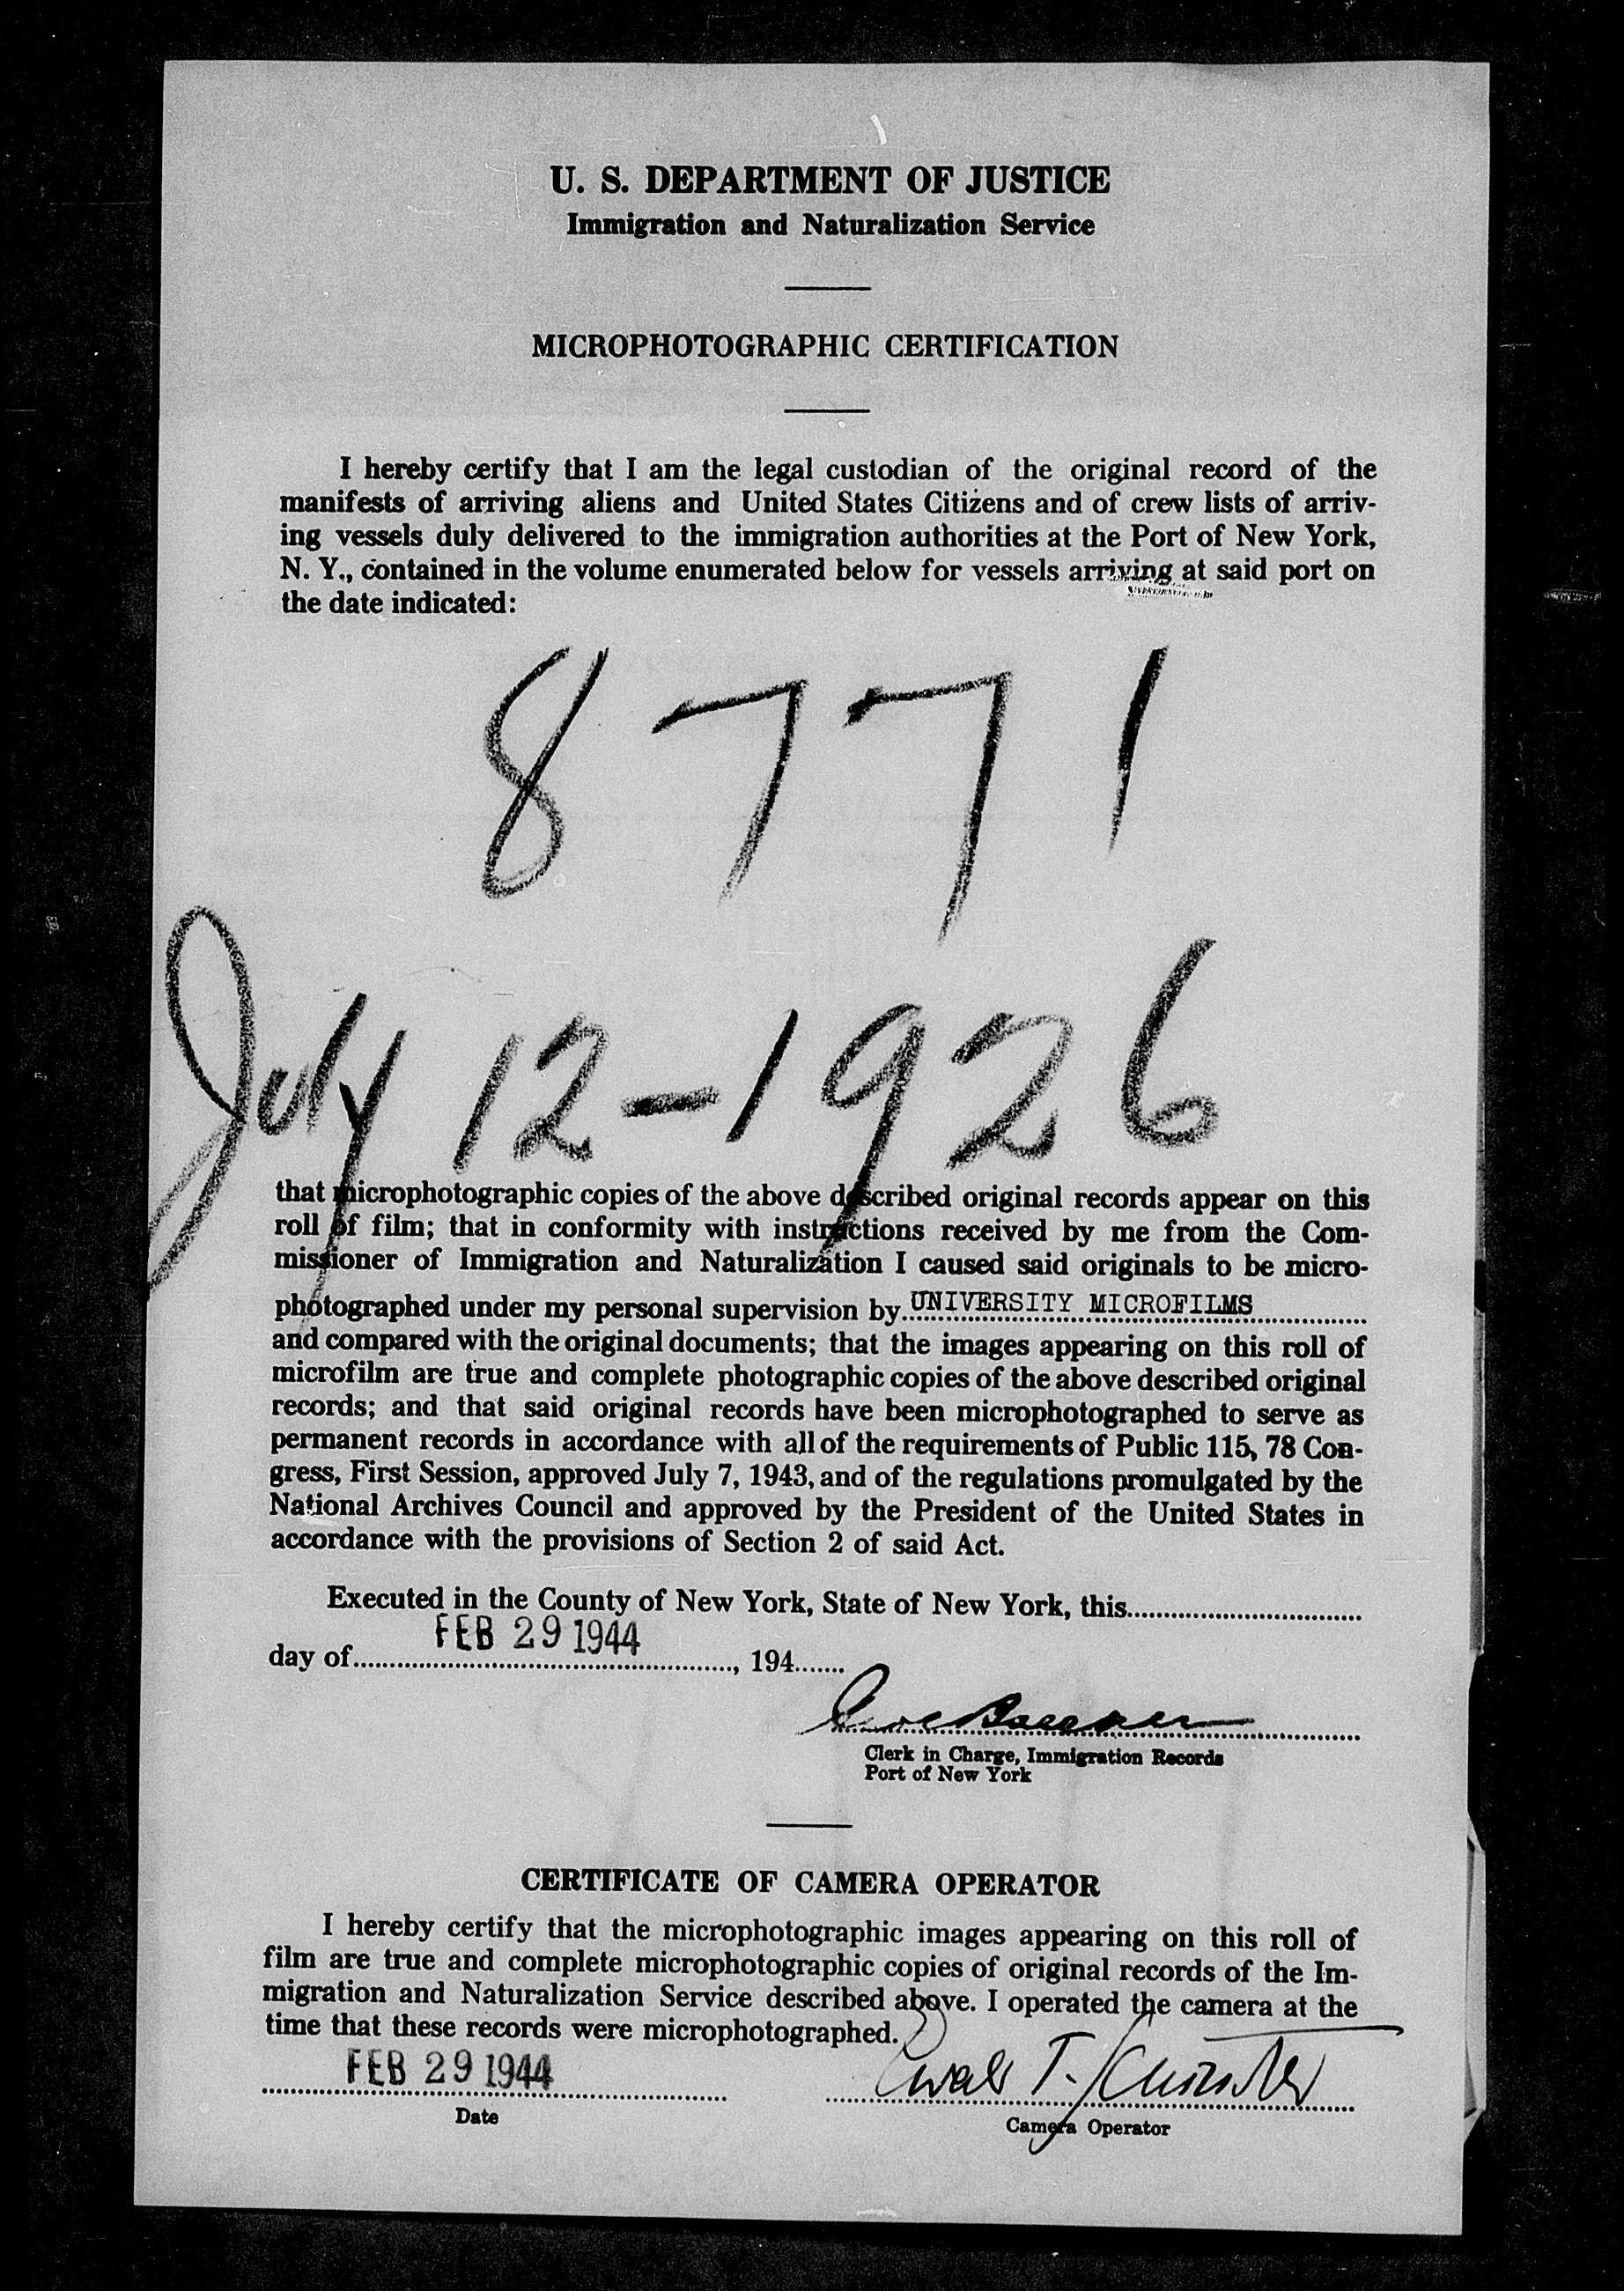 U. S. DEPARTMENT OF JUSTICE
Immigration and Naturalization Service
MICROPHOTOGRAPHIC CERTIFICATION
I hereby certify that I am the legal custodian of the original record of the
manifests of arriving aliens and United States Citizens and of crew lists of arriv-
ing vessels duly delivered to the immigration authorities at the Port of New York,
N. Y., contained in the volume enumerated below for vessels arriving at said port on
the date indicated:
8771
July 12-1926
that microphotographic copies of the above described original records appear on this
roll of film; that in conformity with instructions received by me from the Com-
missioner of Immigration and Naturalization I caused said originals to be micro-
photographed under my personal supervision by UNIVERSITY MICROFILMS
and compared with the original documents; that the images appearing on this roll of
microfilm are true and complete photographic copies of the above described original
records; and that said original records have been microphotographed to serve as
permanent records in accordance with all of the requirements of Public 115, 78 Con-
gress, First Session, approved July 7, 1943, and of the regulations promulgated by the
National Archives Council and approved by the President of the United States in
accordance with the provisions of Section 2 of said Act.
Executed in the County of New York, State of New York, this
FEB 29 1944
day of , 194
Clerk in Charge, Immigration Records
Port of New York
CERTIFICATE OF CAMERA OPERATOR
I hereby certify that the microphotographic images appearing on this roll of
film are true and complete microphotographic copies of original records of the Im-
migration and Naturalization Service described above. I operated the camera at the
time that these records were microphotographed.
FEB 29 1944
T.
Date
Camera Operator